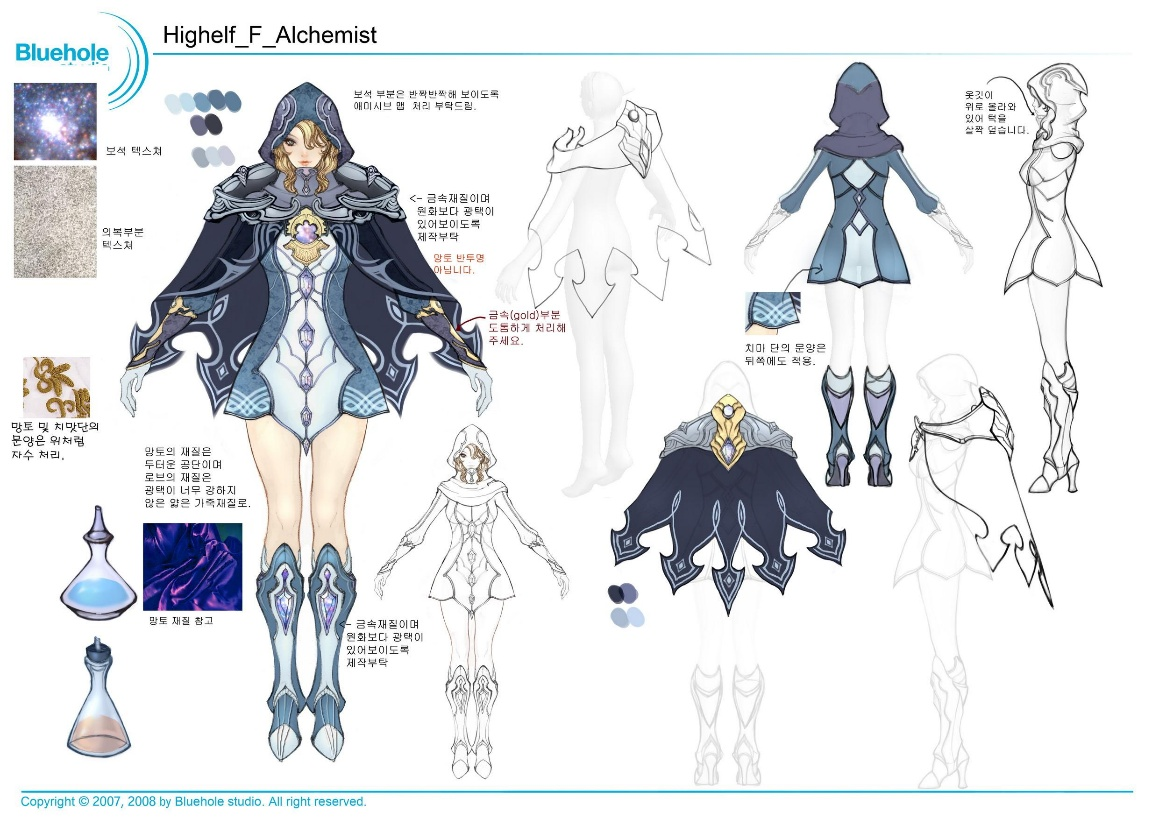 Highelf_F_Alchemist
Bluehole
studio
보석 부분은 반짝반짝해 보이도록
애미시브 맵 처리 부탁드림.
옷깃이
위로 올라와
있어 턱을
살짝 덮습니다.
보석 텍스쳐
<- 금속재질이며
원화보다 광택이
있어보이도록
제작부탁
의복부분
텍스쳐
망토 반투명
아닙니다.
금속(gold)부분
도톰하게 처리해
주세요.
치마 단의 문양은
뒤쪽에도 적용.
망토 및 치맛단의
문양은 위처럼
자수 처리.
망토의 재질은
두터운 공단이며
로브의 재질은
광택이 너무 강하지
않은 얇은 가죽재질로.
망토 재질 참고
<- 금속재질이며
원화보다 광택이
있어보이도록
제작부탁
Copyright © 2007, 2008 by Bluehole studio. All right reserved.